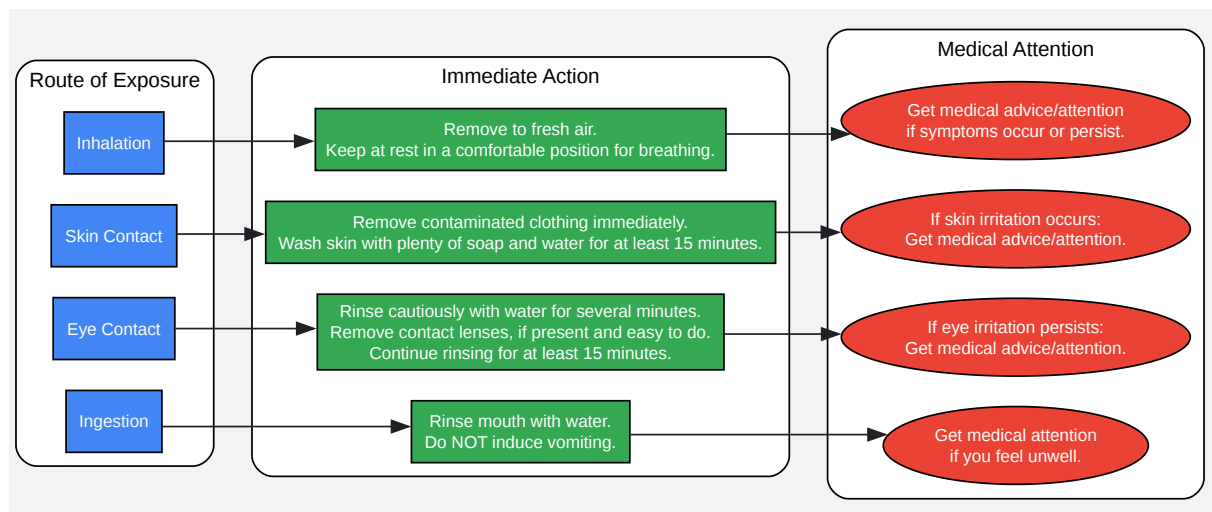 Route of Exposure
Immediate Action
Medical Attention
Inhalation
Remove to fresh air.
Keep at rest in a comfortable position for breathing.
Get medical advice/attention
if symptoms occur or persist.
Skin Contact
Remove contaminated clothing immediately.
Wash skin with plenty of soap and water for at least 15 minutes.
If skin irritation occurs:
Get medical advice/attention.
Eye Contact
Rinse cautiously with water for several minutes.
Remove contact lenses, if present and easy to do.
Continue rinsing for at least 15 minutes.
If eye irritation persists:
Get medical advice/attention.
Ingestion
Rinse mouth with water.
Do NOT induce vomiting.
Get medical attention
if you feel unwell.